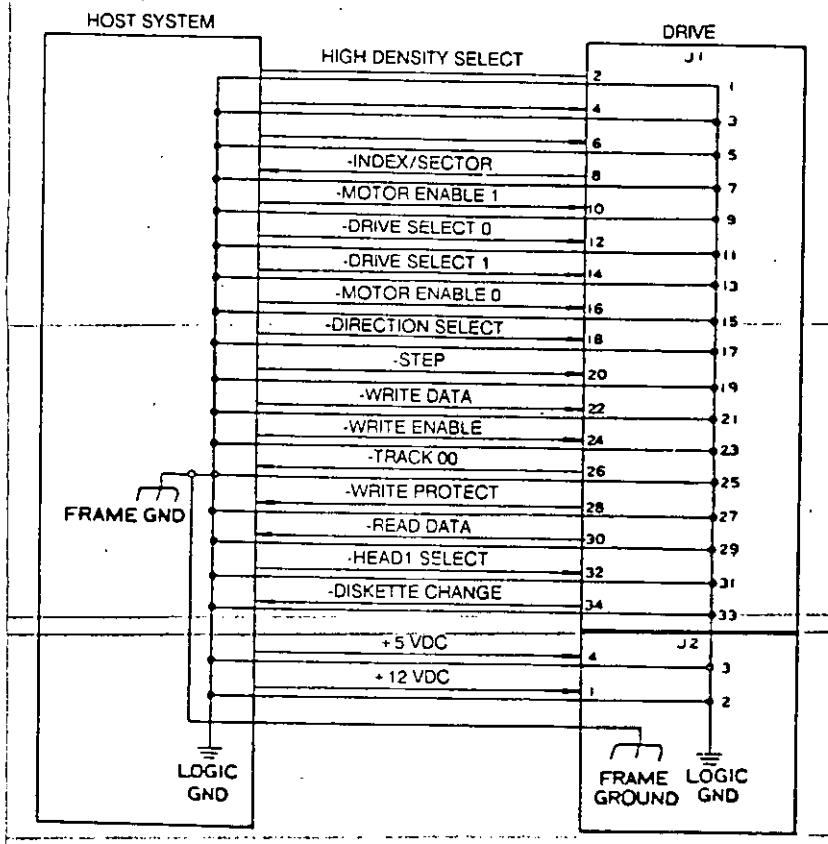 HOST SYSTEM
DRIVE
J1
HIGH DENSITY SELECT
2
1
4
3
6
5
-INDEX/SECTOR
8
7
-MOTOR ENABLE 1
10
9
-DRIVE SELECT 0
12
11
-DRIVE SELECT 1
14
13
-MOTOR ENABLE 0
16
15
-DIRECTION SELECT
18
17
-STEP
20
19
-WRITE DATA
22
21
-WRITE ENABLE
24
23
-TRACK 00
26
25
FRAME GND
-WRITE PROTECT
28
27
-READ DATA
30
29
-HEAD1 SELECT
32
31
-DISKETTE CHANGE
34
33
J2
+5 VDC
4
3
+12 VDC
1
2
LOGIC
GND
FRAME
GROUND
LOGIC
GND